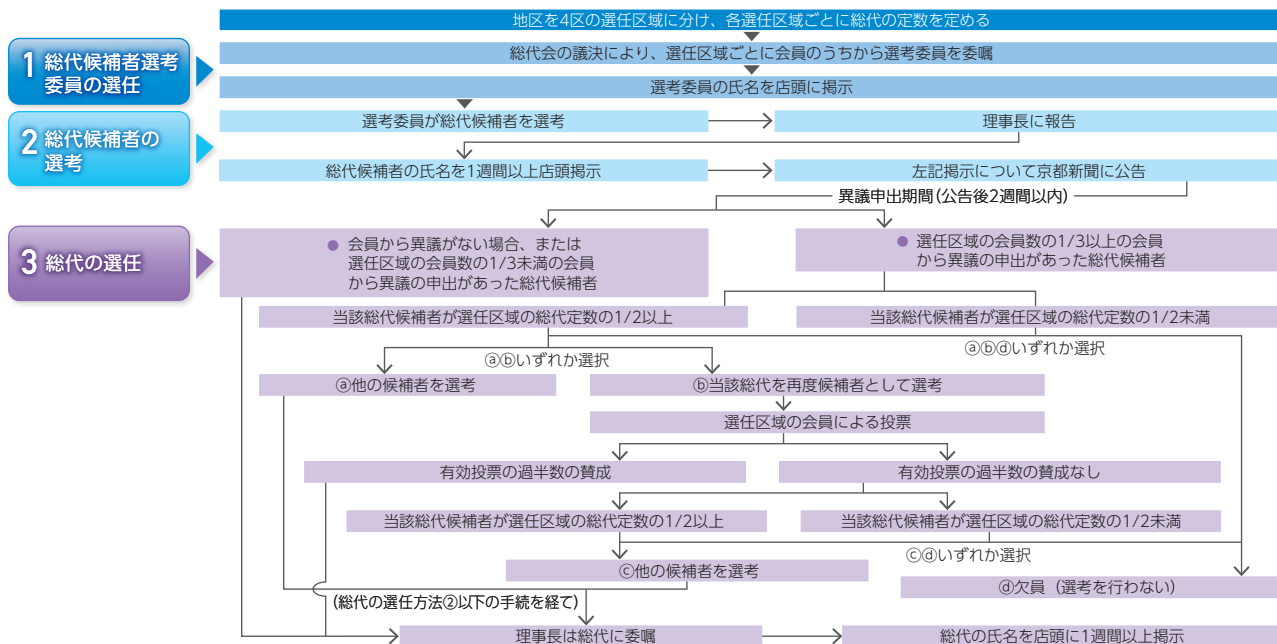 地区を4区の選任区域に分け、各選任区域ごとに総代の定数を定める
1 総代候補者選考
委員の選任
総代会の議決により、選任区域ごとに会員のうちから選考委員を委嘱
選考委員の氏名を店頭に掲示
2 総代候補者の
選考
選考委員が総代候補者を選考
理事長に報告
総代候補者の氏名を1週間以上店頭掲示
左記掲示について京都新聞に公告
異議申出期間(公告後2週間以内)
3 総代の選任
● 会員から異議がない場合、または
選任区域の会員数の1/3未満の会員
から異議の申出があった総代候補者
● 選任区域の会員数の1/3以上の会員
から異議の申出があった総代候補者
当該総代候補者が選任区域の総代定数の1/2以上
当該総代候補者が選任区域の総代定数の1/2未満
ⓐⓑいずれか選択
ⓐⓑⓓいずれか選択
ⓐ他の候補者を選考
ⓑ当該総代を再度候補者として選考
選任区域の会員による投票
有効投票の過半数の賛成
有効投票の過半数の賛成なし
当該総代候補者が選任区域の総代定数の1/2以上
当該総代候補者が選任区域の総代定数の1/2未満
ⓒⓓいずれか選択
ⓒ他の候補者を選考
ⓓ欠員(選考を行わない)
(総代の選任方法②以下の手続を経て)
理事長は総代に委嘱
総代の氏名を店頭に1週間以上掲示